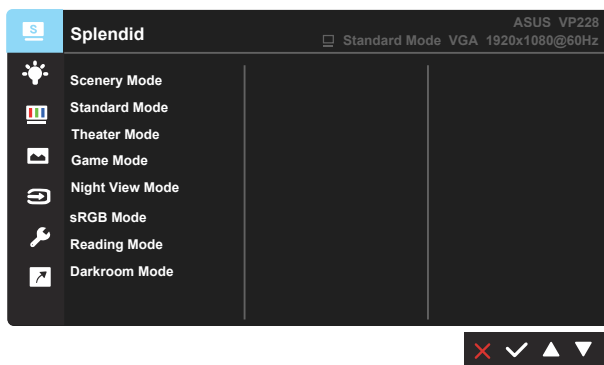 S
Splendid
ASUS VP228
Standard Mode VGA 1920x1080@60Hz
Scenery Mode
Standard Mode
Theater Mode
Game Mode
Night View Mode
sRGB Mode
Reading Mode
Darkroom Mode